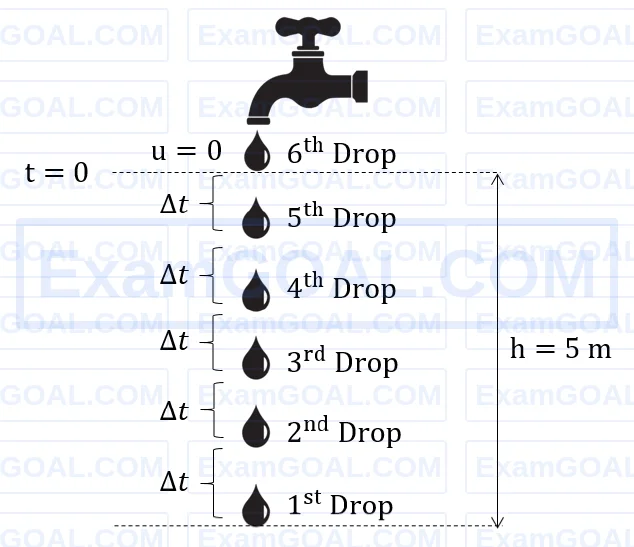 u = 0
6th Drop
t = 0
Δt
5th Drop
Δt
4th Drop
Δt
3rd Drop
h = 5 m
Δt
2nd Drop
Δt
1st Drop
ExamGOAL.COM